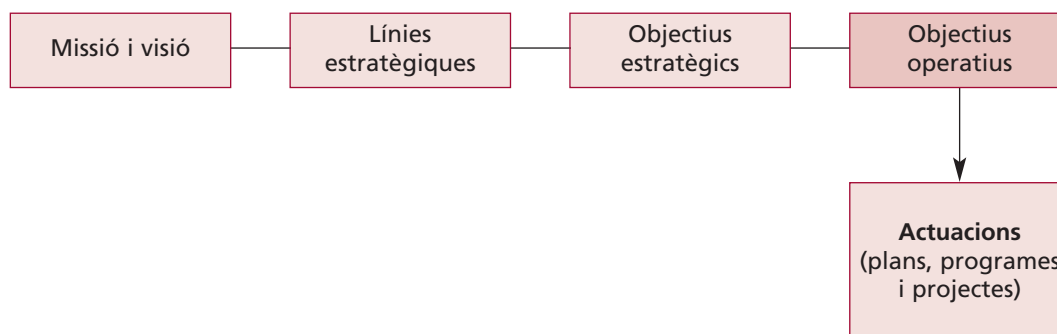 Missió i visió
Línies
estratègiques
Objectius
estratègics
Objectius
operatius
Actuacions
(plans, programes
i projectes)